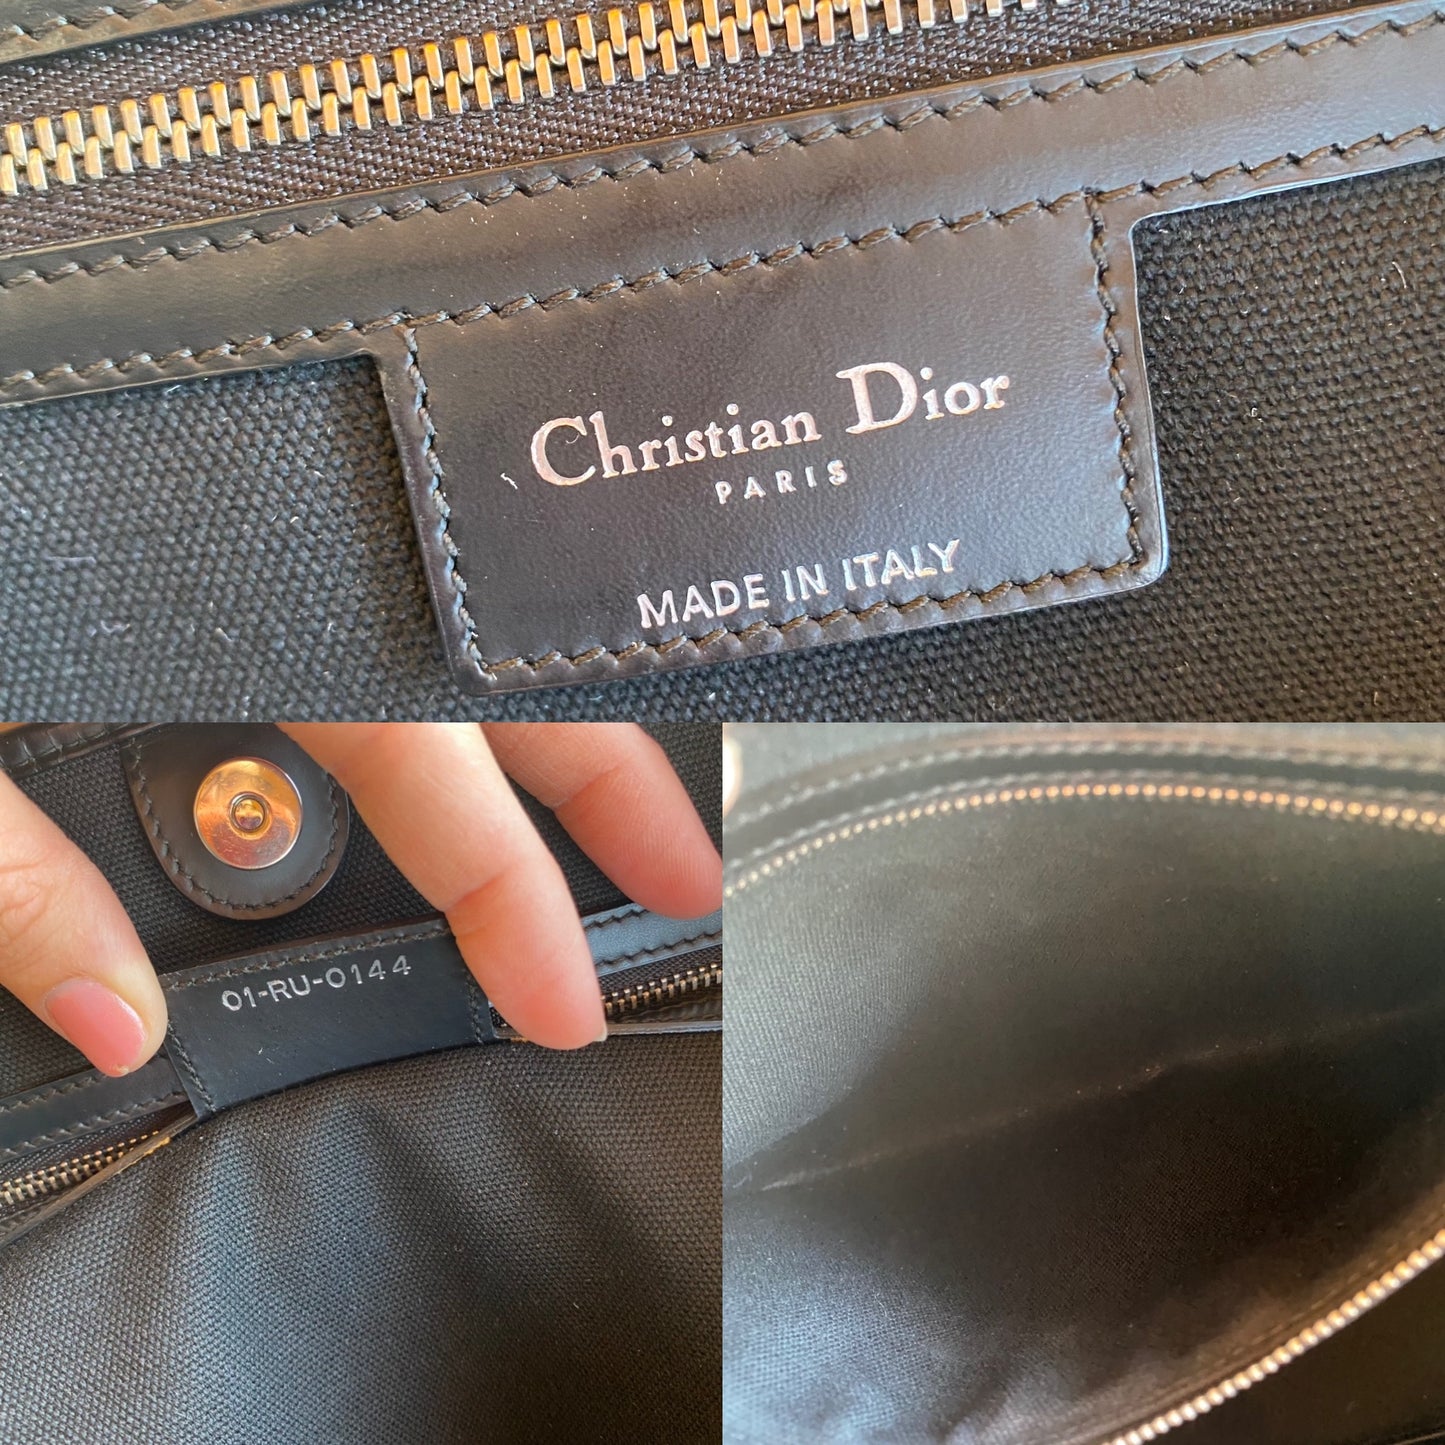 Christian Dior
PARIS
MADE IN ITALY
01-RU-0144